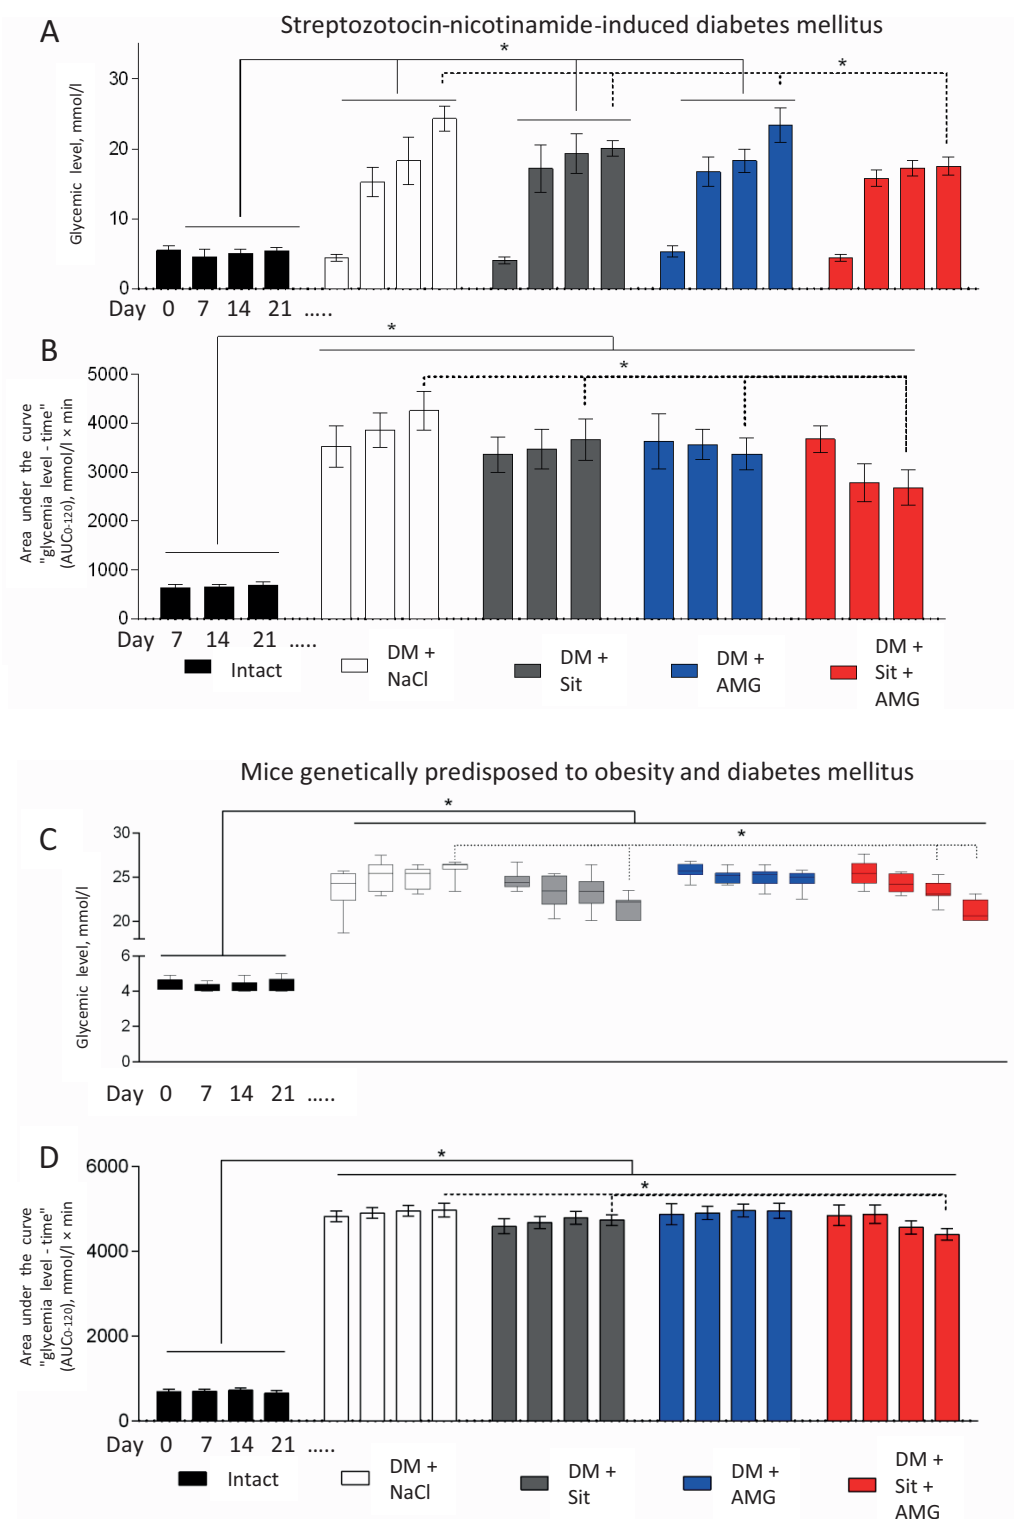 A
Streptozotocin-nicotinamide-induced diabetes mellitus
*
*
Glycemic level, mmol/l
30
20
10
0
Day 0 7 14 21 .....
B
*
*
Area under the curve
"glycemia level - time"
(AUC0-120), mmol/l × min
5000
4000
3000
2000
1000
0
Day 7 14 21 .....
Intact
DM +
NaCl
DM +
Sit
DM +
AMG
DM +
Sit +
AMG
Mice genetically predisposed to obesity and diabetes mellitus
C
*
*
Glycemic level, mmol/l
30
25
20
6
4
2
0
Day 0 7 14 21 .....
D
*
*
Area under the curve
"glycemia level - time"
(AUC0-120), mmol/l × min
6000
4000
2000
0
Day 0 7 14 21 .....
Intact
DM +
NaCl
DM +
Sit
DM +
AMG
DM +
Sit +
AMG